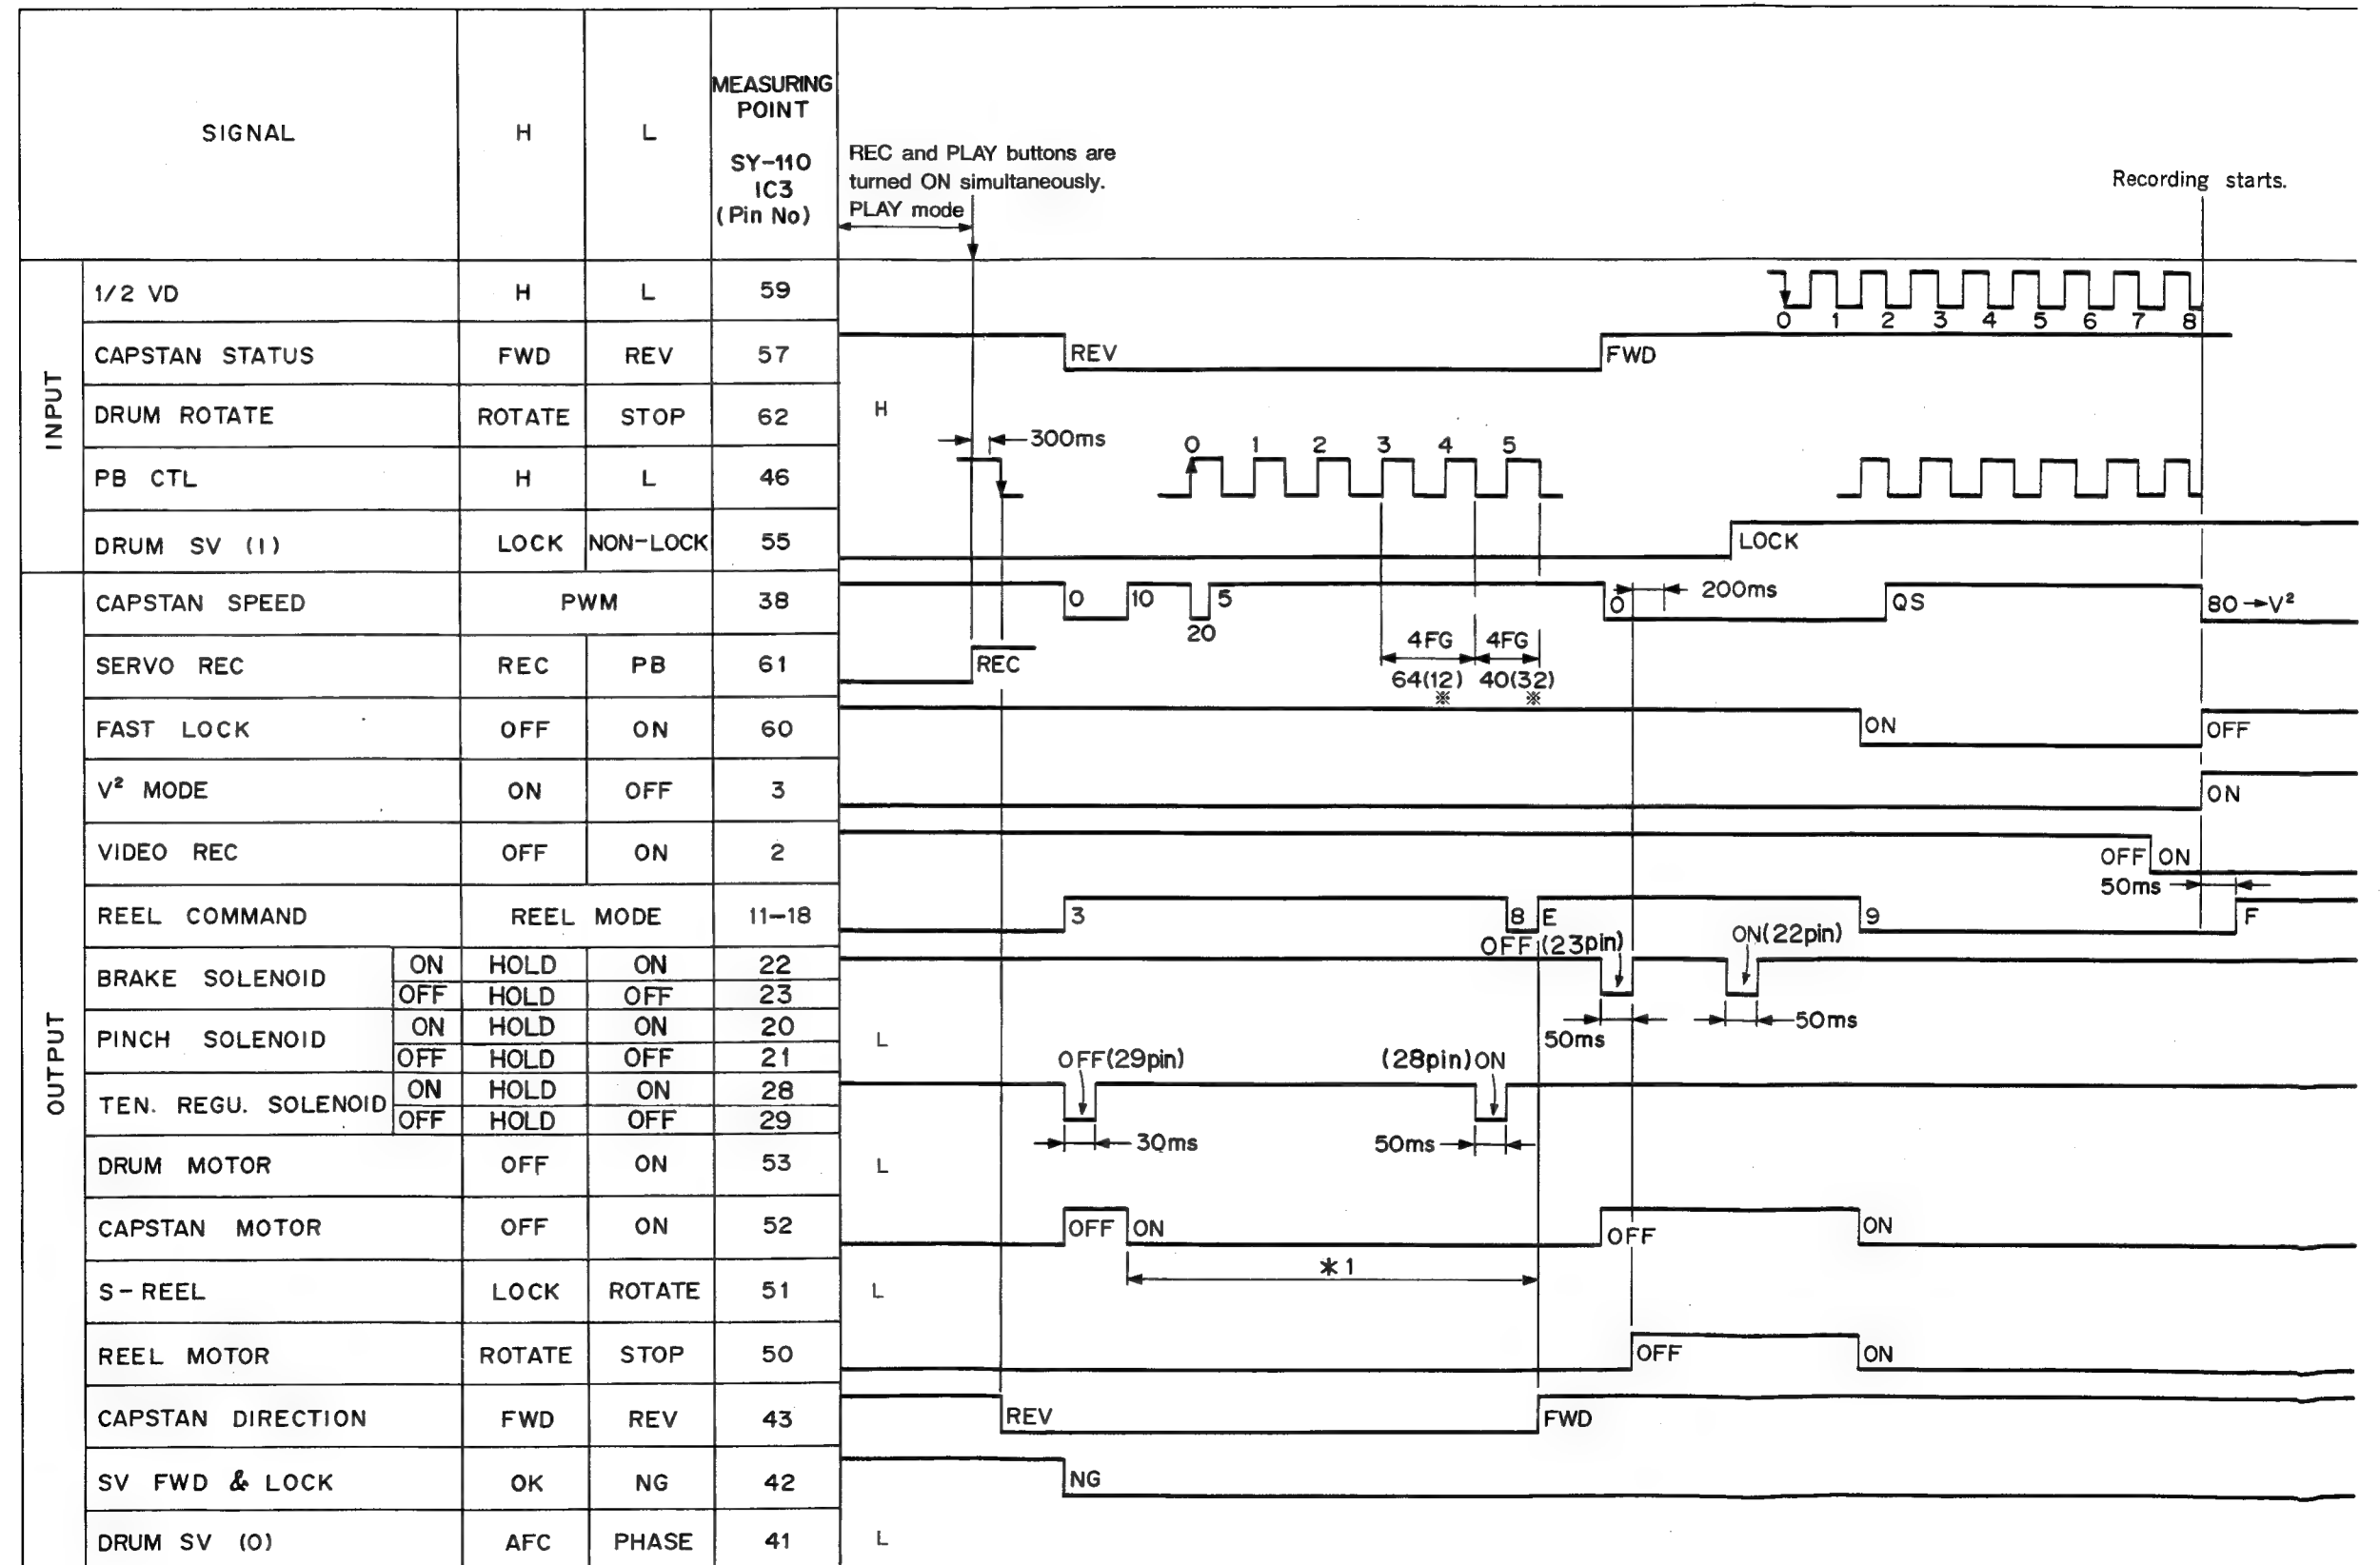 SIGNAL H L MEASURING POINT SY-110 IC3 (Pin No)
REC and PLAY buttons are
turned ON simultaneously.
PLAY mode
Recording starts.
INPUT
1/2 VD H L 59
0 1 2 3 4 5 6 7 8
CAPSTAN STATUS FWD REV 57
REV FWD
DRUM ROTATE ROTATE STOP 62
H
300ms
0 1 2 3 4 5
PB CTL H L 46
DRUM SV (1) LOCK NON-LOCK 55
LOCK
OUTPUT
CAPSTAN SPEED PWM 38
0 10 20 5 0 200ms QS 80→V²
4FG 4FG
64(12) 40(32)
※ ※
SERVO REC REC PB 61
REC
FAST LOCK OFF ON 60
ON OFF
V² MODE ON OFF 3
ON
VIDEO REC OFF ON 2
OFF ON
50ms
REEL COMMAND REEL MODE 11-18
3 8 E 9 F
OFF (23pin) ON(22pin)
BRAKE SOLENOID ON HOLD ON 22
OFF HOLD OFF 23
50ms 50ms
PINCH SOLENOID ON HOLD ON 20
OFF HOLD OFF 21
L
OFF(29pin) (28pin)ON
TEN. REGU. SOLENOID ON HOLD ON 28
OFF HOLD OFF 29
30ms 50ms
DRUM MOTOR OFF ON 53
L
CAPSTAN MOTOR OFF ON 52
OFF ON OFF ON
*1
S-REEL LOCK ROTATE 51
L
REEL MOTOR ROTATE STOP 50
OFF ON
CAPSTAN DIRECTION FWD REV 43
REV FWD
SV FWD & LOCK OK NG 42
NG
DRUM SV (0) AFC PHASE 41
L